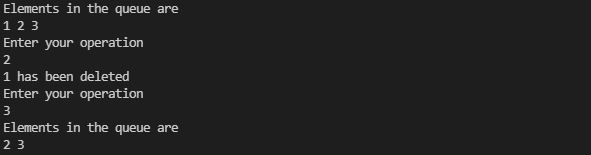 Elements in the queue are
1 2 3
Enter your operation
2
1 has been deleted
Enter your operation
3
Elements in the queue are
2 3